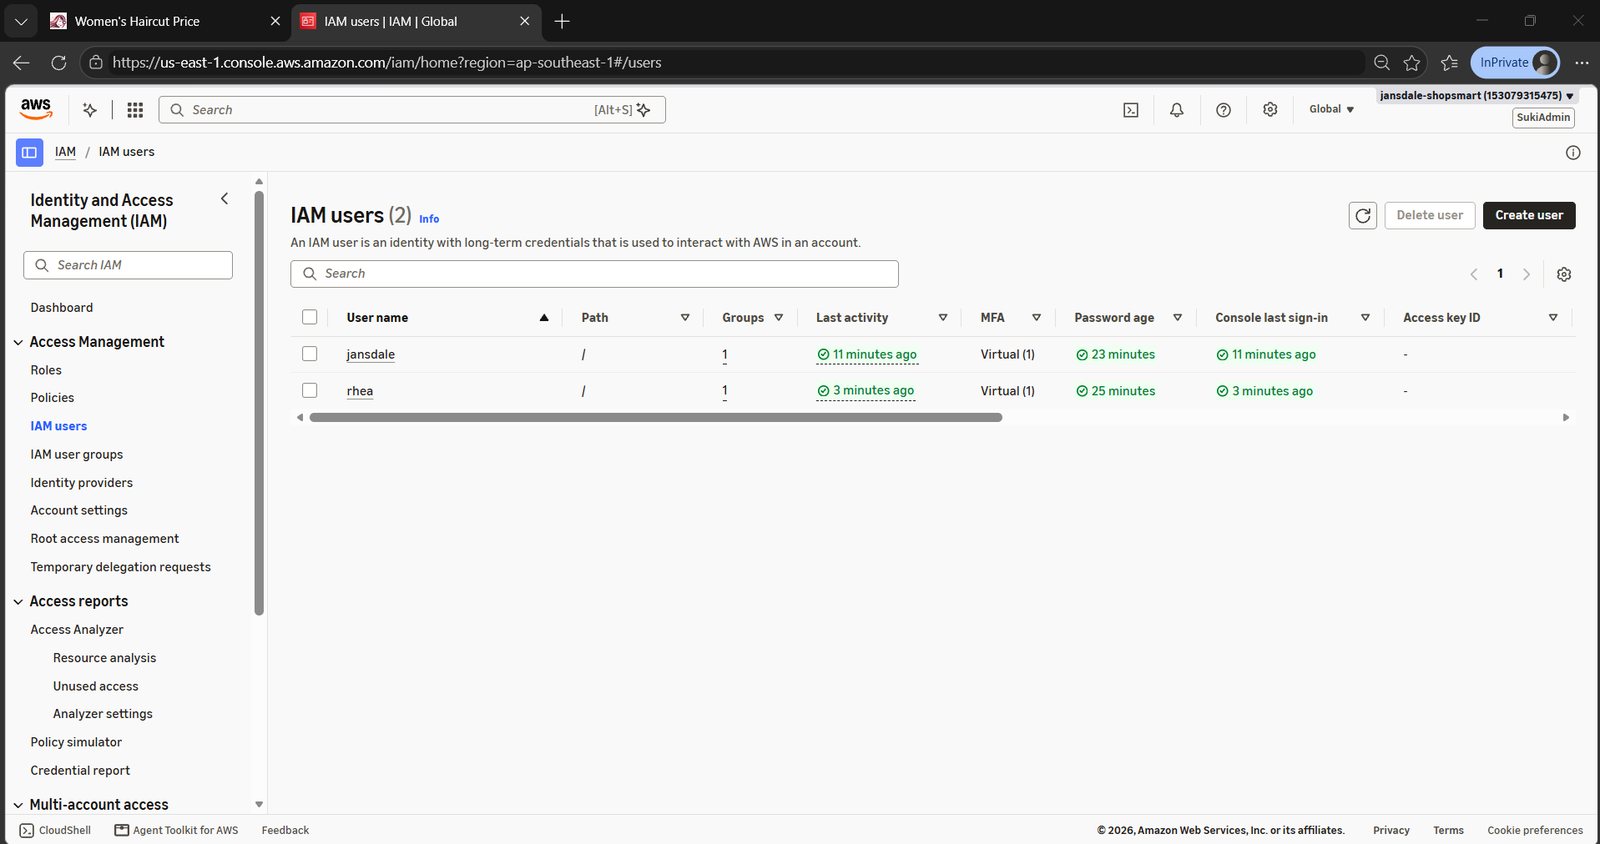 Women's Haircut Price
IAM users | IAM | Global
https://us-east-1.console.aws.amazon.com/iam/home?region=ap-southeast-1#/users
InPrivate
aws
Search
[Alt+S]
Global
jansdale-shopsmart (153079315475)
SukiAdmin
IAM / IAM users
Identity and Access
Management (IAM)
Search IAM
Dashboard
Access Management
Roles
Policies
IAM users
IAM user groups
Identity providers
Account settings
Root access management
Temporary delegation requests
Access reports
Access Analyzer
Resource analysis
Unused access
Analyzer settings
Policy simulator
Credential report
Multi-account access
IAM users (2) Info
Delete user
Create user
An IAM user is an identity with long-term credentials that is used to interact with AWS in an account.
Search
1
User name Path Groups Last activity MFA Password age Console last sign-in Access key ID
jansdale / 1 11 minutes ago Virtual (1) 23 minutes 11 minutes ago -
rhea / 1 3 minutes ago Virtual (1) 25 minutes 3 minutes ago -
CloudShell Agent Toolkit for AWS Feedback
© 2026, Amazon Web Services, Inc. or its affiliates. Privacy Terms Cookie preferences